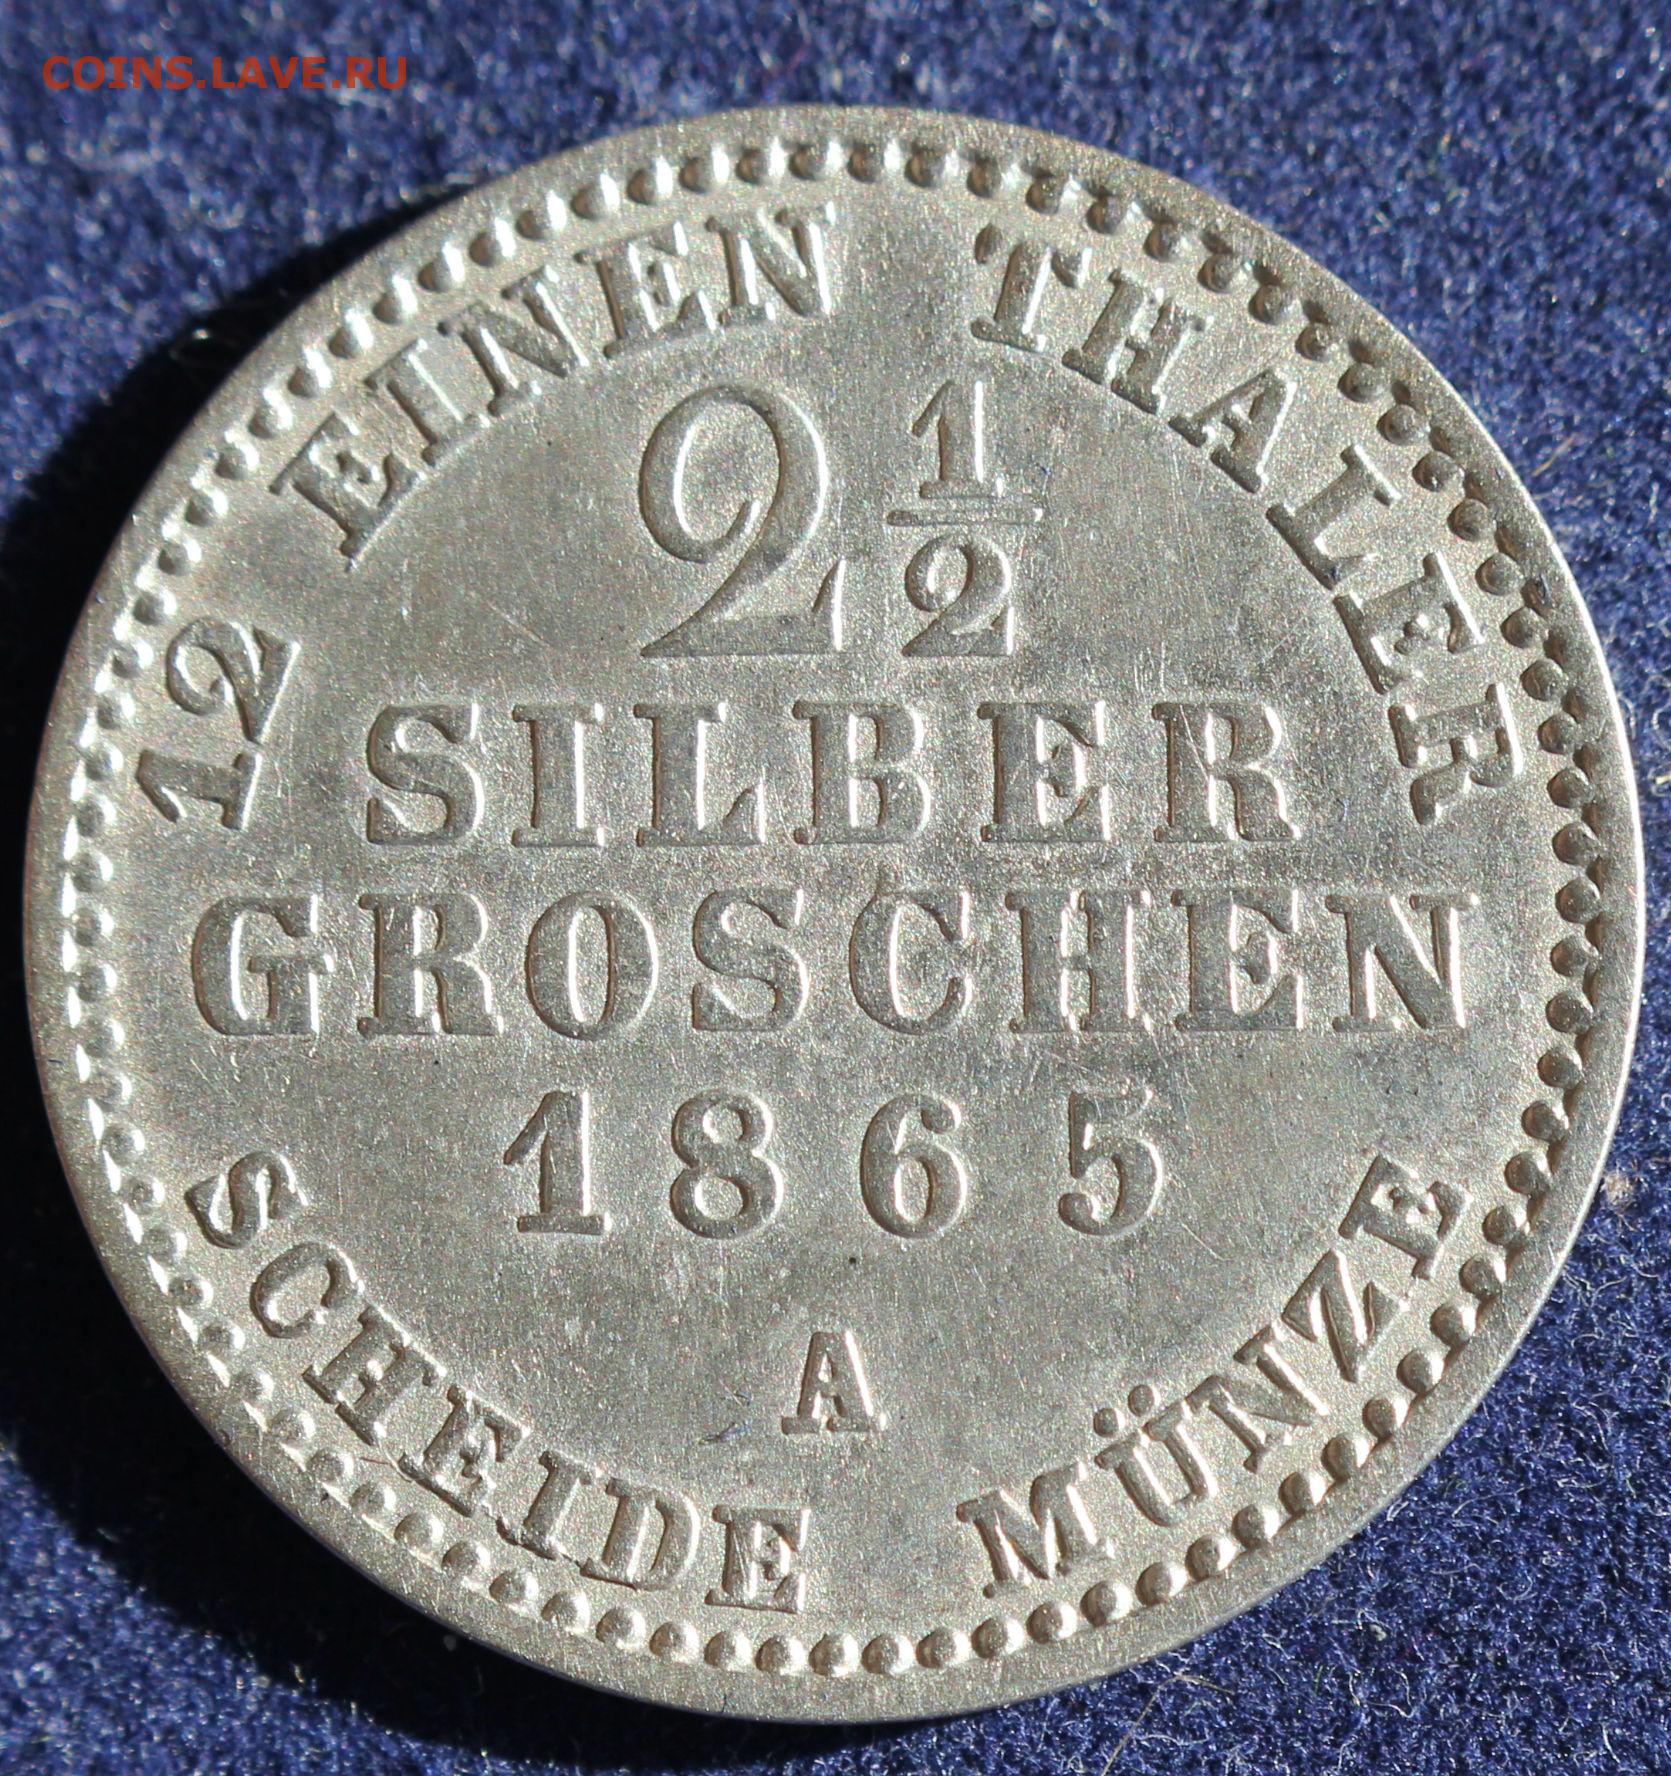 COINS.LAVE.RU
12 EINEN THALER
2 1/2
SILBER
GROSCHEN
1865
A
SCHEIDE MÜNZE